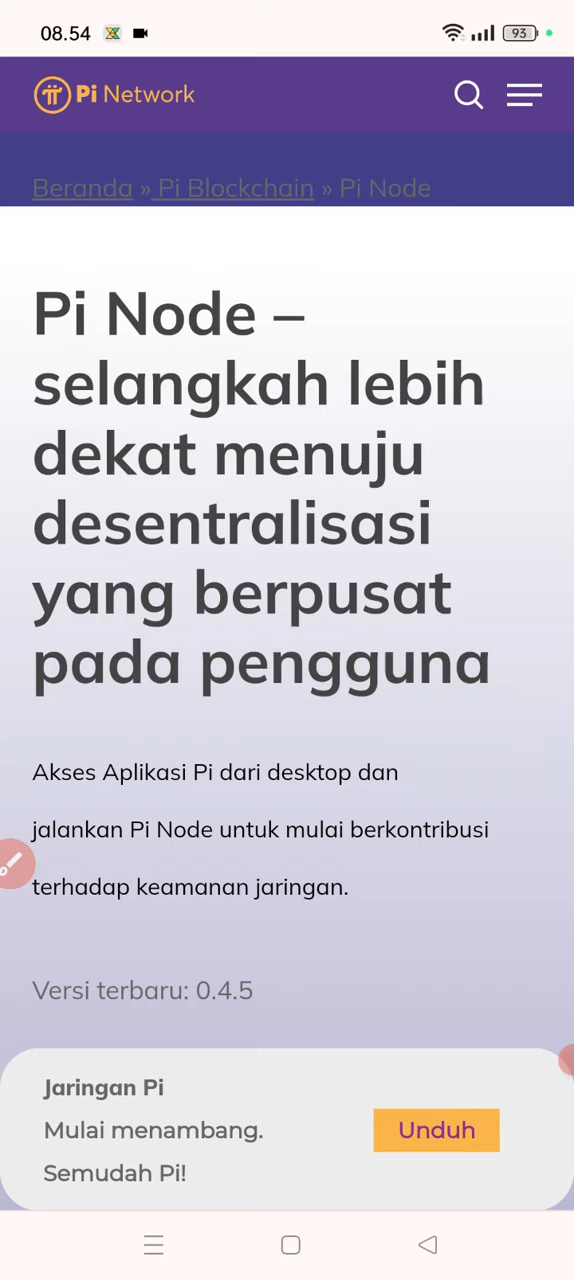 08.54
93
Pi Network
Beranda » Pi Blockchain » Pi Node
Pi Node –
selangkah lebih
dekat menuju
desentralisasi
yang berpusat
pada pengguna
Akses Aplikasi Pi dari desktop dan
jalankan Pi Node untuk mulai berkontribusi
terhadap keamanan jaringan.
Versi terbaru: 0.4.5
Jaringan Pi
Mulai menambang.
Semudah Pi!
Unduh